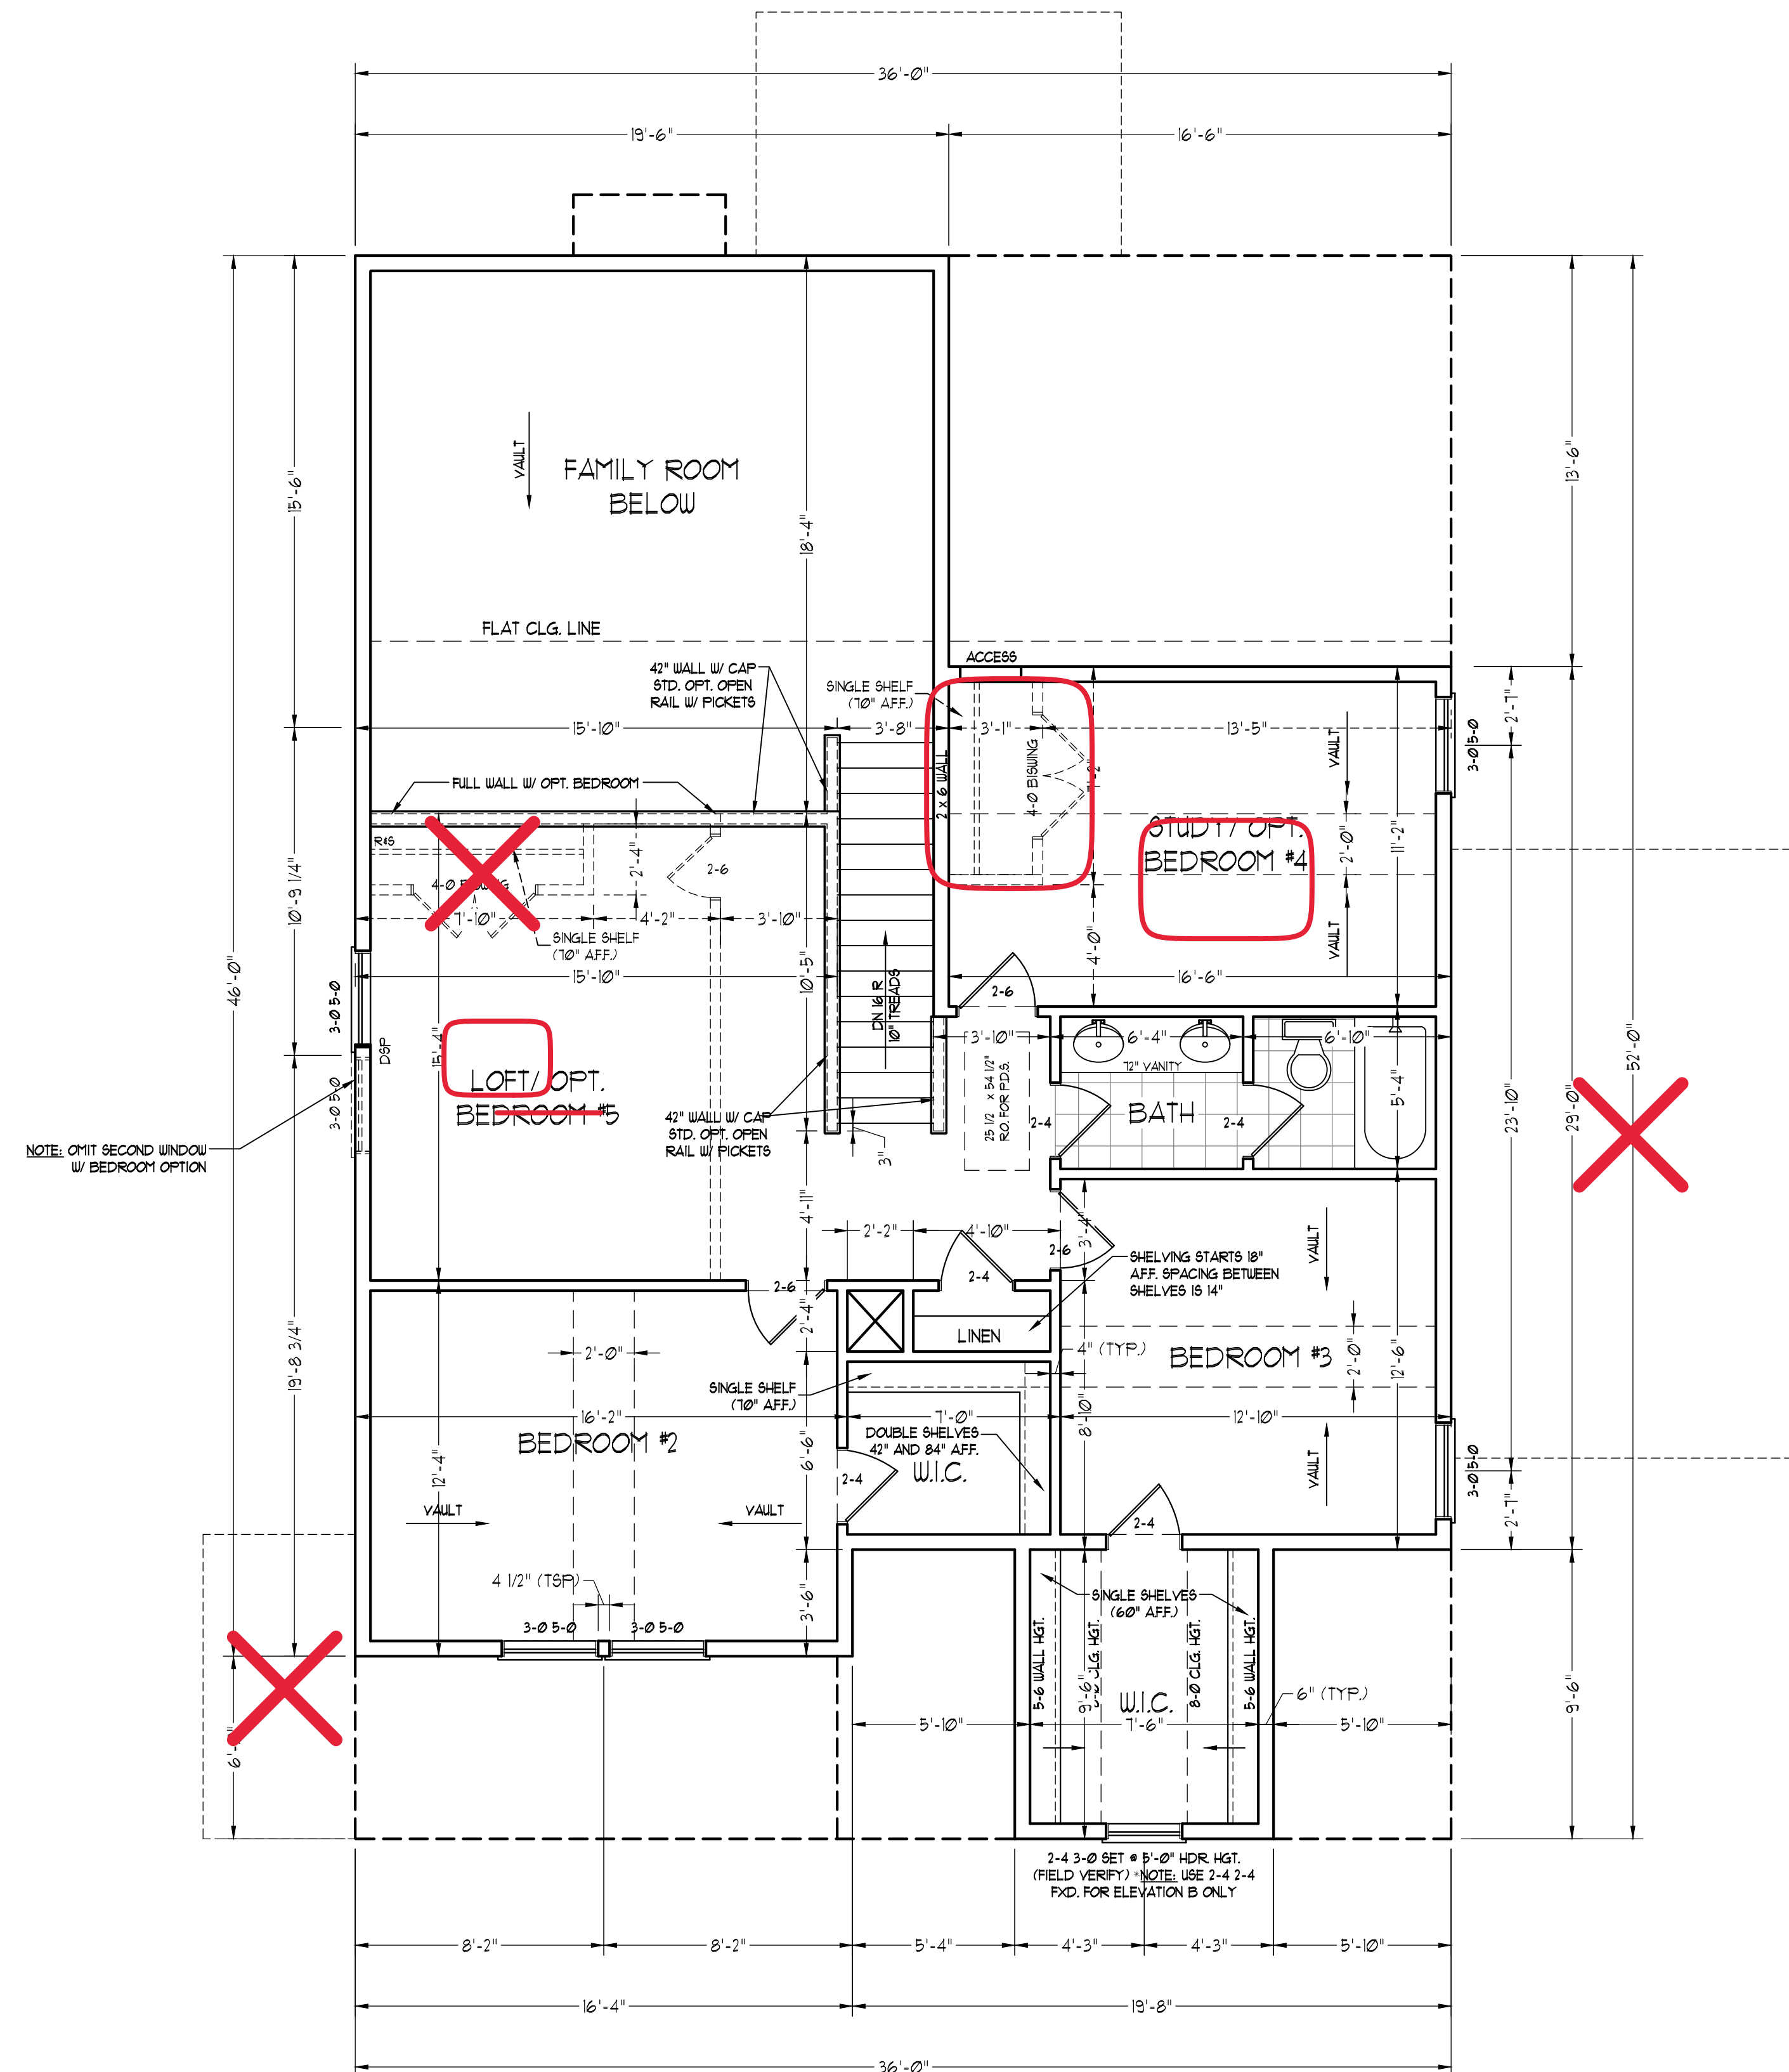 36'-0"
19'-6"
16'-6"
VAULT
FAMILY ROOM
BELOW
15'-6"
18'-4"
13'-6"
FLAT CLG. LINE
ACCESS
42" WALL W/ CAP
STD. OPT. OPEN
RAIL W/ PICKETS
SINGLE SHELF
(70" A.F.F.)
15'-10"
3'-8"
3'-1"
13'-5"
2'-7"
3-0 5-0
VAULT
4-0 BISWING
2 x 6 WALL
FULL WALL W/ OPT. BEDROOM
STUDY/ OPT.
BEDROOM #4
2'-0"
11'-2"
R&S
2'-4"
2-6
10'-9 1/4"
7'-10"
4'-2"
3'-10"
SINGLE SHELF
(70" A.F.F.)
4'-0"
VAULT
46'-0"
15'-10"
10'-5"
16'-6"
2-6
DN 16 R
10" TREADS
3-0 5-0
DSP
15'-4"
3'-10"
6'-4"
6'-10"
72" VANITY
25 1/2" x 54 1/2"
R.O. FOR P.D.S.
52'-0"
29'-0"
23'-10"
5'-4"
LOFT/ OPT.
BEDROOM #5
3-0 5-0
42" WALL W/ CAP
STD. OPT. OPEN
RAIL W/ PICKETS
2-4
BATH
2-4
NOTE: OMIT SECOND WINDOW
W/ BEDROOM OPTION
3"
4'-11"
2'-2"
4'-10"
3'-4"
2-6
VAULT
SHELVING STARTS 18"
A.F.F. SPACING BETWEEN
SHELVES IS 14"
2-6
2-4
2'-4"
LINEN
19'-8 3/4"
2'-0"
4" (TYP.)
BEDROOM #3
2'-0"
12'-6"
SINGLE SHELF
(70" A.F.F.)
16'-2"
7'-0"
8'-10"
12'-10"
BEDROOM #2
DOUBLE SHELVES
42" AND 84" A.F.F.
W.I.C.
12'-4"
6'-6"
2-4
VAULT
3-0 5-0
2'-7"
VAULT
VAULT
2-4
4 1/2" (TSP)
3'-6"
3-0 5-0
3-0 5-0
SINGLE SHELVES
(60" A.F.F.)
5-6 WALL HGT.
8-0 CLG. HGT.
5-6 WALL HGT.
9'-6"
W.I.C.
6" (TYP.)
9'-6"
5'-10"
7'-6"
5'-10"
2-4 3-0 SET @ 5'-0" HDR. HGT.
(FIELD VERIFY) *NOTE: USE 2-4 2-4
FXD. FOR ELEVATION B ONLY
8'-2"
8'-2"
5'-4"
4'-3"
4'-3"
5'-10"
16'-4"
19'-8"
36'-0"